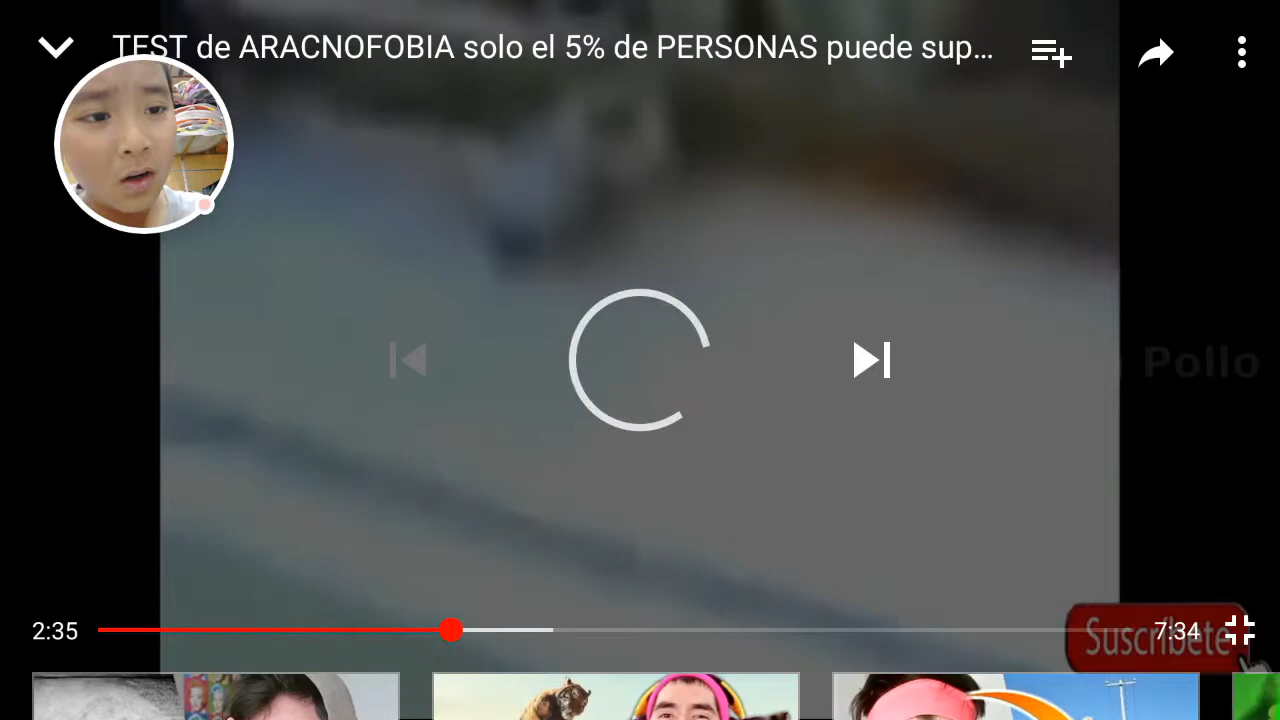 TEST de ARACNOFOBIA solo el 5% de PERSONAS puede sup...
Pollo
2:35
7:34
Suscríbete